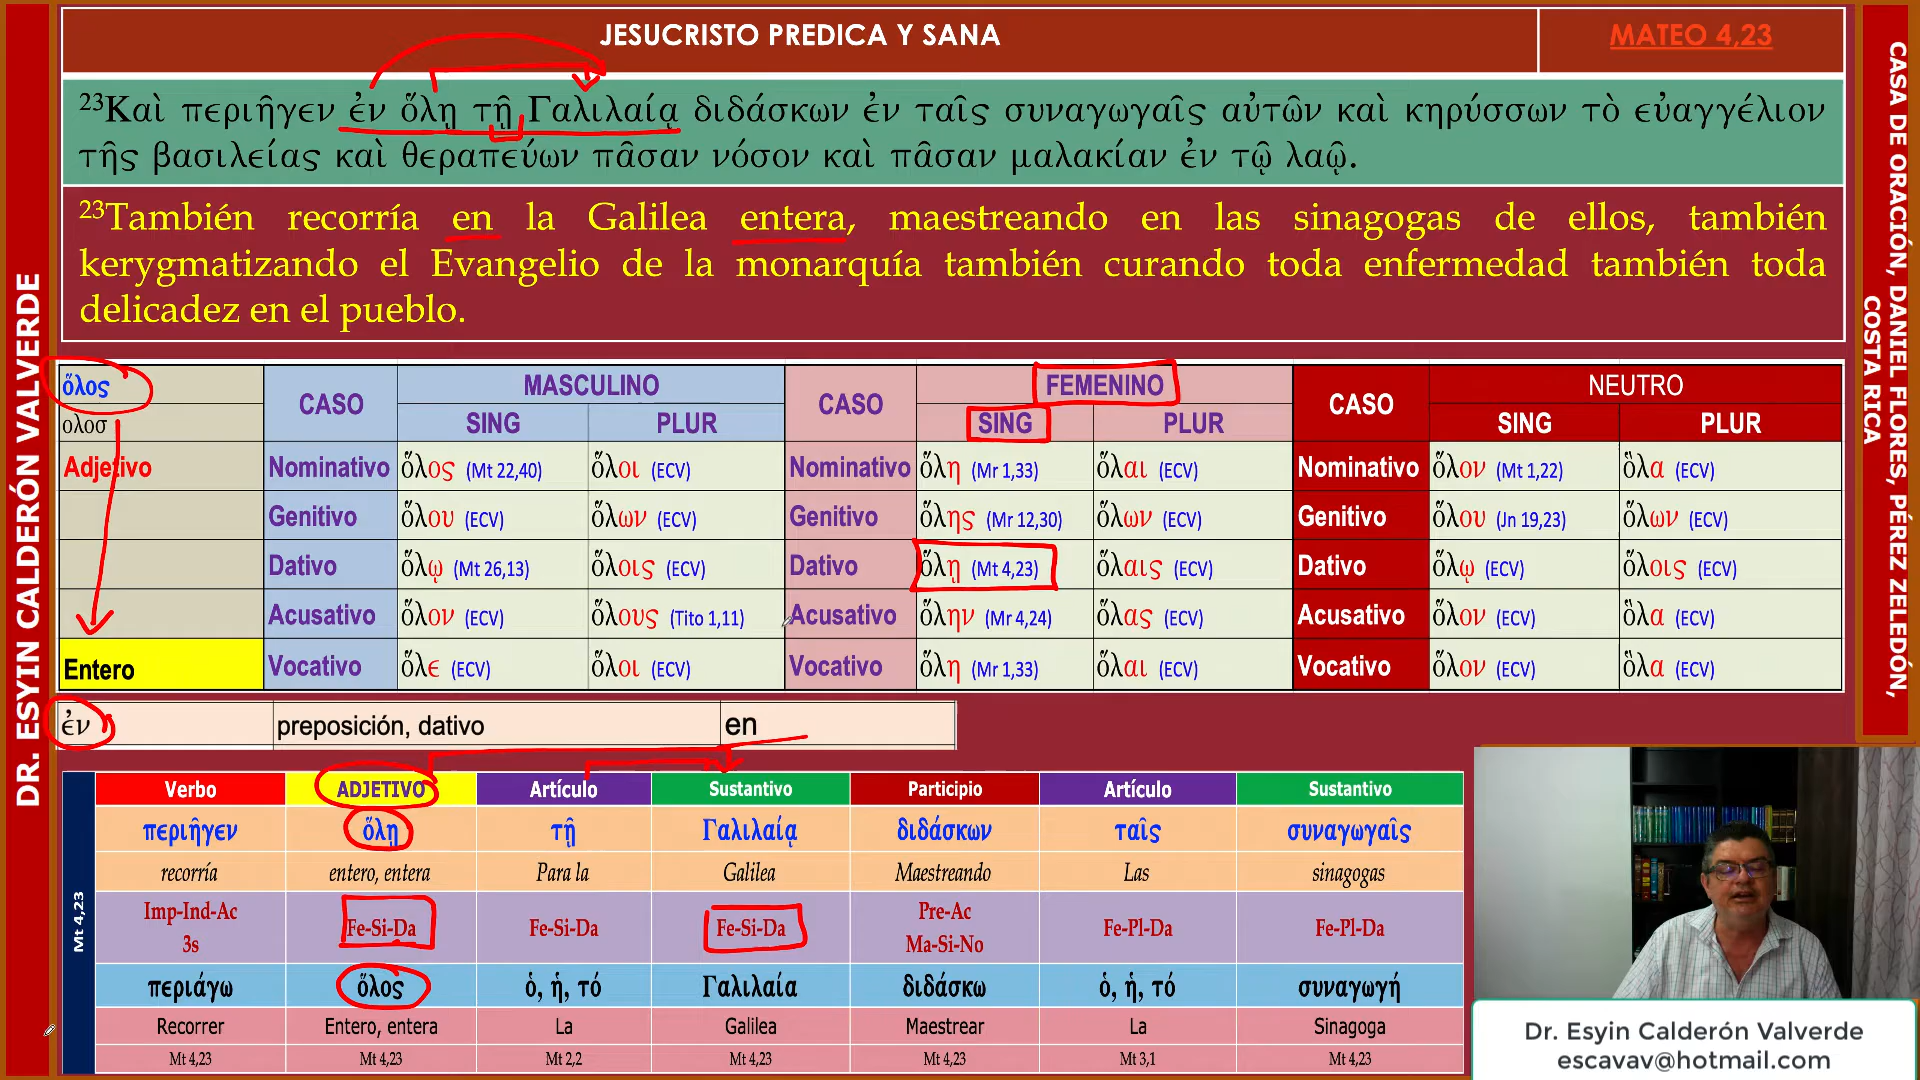 JESUCRISTO PREDICA Y SANA
MATEO 4,23
²³Καὶ περιῆγεν ἐν ὅλῃ τῇ Γαλιλαίᾳ διδάσκων ἐν ταῖς συναγωγαῖς αὐτῶν καὶ κηρύσσων τὸ εὐαγγέλιον
τῆς βασιλείας καὶ θεραπεύων πᾶσαν νόσον καὶ πᾶσαν μαλακίαν ἐν τῷ λαῷ.
²³También recorría en la Galilea entera, maestreando en las sinagogas de ellos, también
kerygmatizando el Evangelio de la monarquía también curando toda enfermedad también toda
delicadez en el pueblo.
ὅλος CASO MASCULINO CASO FEMENINO CASO NEUTRO
ολοσ SING PLUR SING PLUR SING PLUR
Adjetivo Nominativo ὅλος (Mt 22,40) ὅλοι (ECV) Nominativo ὅλη (Mr 1,33) ὅλαι (ECV) Nominativo ὅλον (Mt 1,22) ὅλα (ECV)
Genitivo ὅλου (ECV) ὅλων (ECV) Genitivo ὅλης (Mr 12,30) ὅλων (ECV) Genitivo ὅλου (Jn 19,23) ὅλων (ECV)
Dativo ὅλῳ (Mt 26,13) ὅλοις (ECV) Dativo ὅλῃ (Mt 4,23) ὅλαις (ECV) Dativo ὅλῳ (ECV) ὅλοις (ECV)
Acusativo ὅλον (ECV) ὅλους (Tito 1,11) Acusativo ὅλην (Mr 4,24) ὅλας (ECV) Acusativo ὅλον (ECV) ὅλα (ECV)
Entero Vocativo ὅλε (ECV) ὅλοι (ECV) Vocativo ὅλη (Mr 1,33) ὅλαι (ECV) Vocativo ὅλον (ECV) ὅλα (ECV)
ἐν preposición, dativo en
Mt 4,23
Verbo ADJETIVO Artículo Sustantivo Participio Artículo Sustantivo
περιῆγεν ὅλῃ τῇ Γαλιλαίᾳ διδάσκων ταῖς συναγωγαῖς
recorría entero, entera Para la Galilea Maestreando Las sinagogas
Imp-Ind-Ac Fe-Si-Da Fe-Si-Da Fe-Si-Da Pre-Ac Fe-Pl-Da Fe-Pl-Da
3s Ma-Si-No
περιάγω ὅλος ὁ, ἡ, τό Γαλιλαία διδάσκω ὁ, ἡ, τό συναγωγή
Recorrer Entero, entera La Galilea Maestrear La Sinagoga
Mt 4,23 Mt 4,23 Mt 2,2 Mt 4,23 Mt 4,23 Mt 3,1 Mt 4,23
DR. ESYIN CALDERÓN VALVERDE
CASA DE ORACIÓN, DANIEL FLORES, PÉREZ ZELEDÓN,
COSTA RICA
Dr. Esyin Calderón Valverde
escavav@hotmail.com